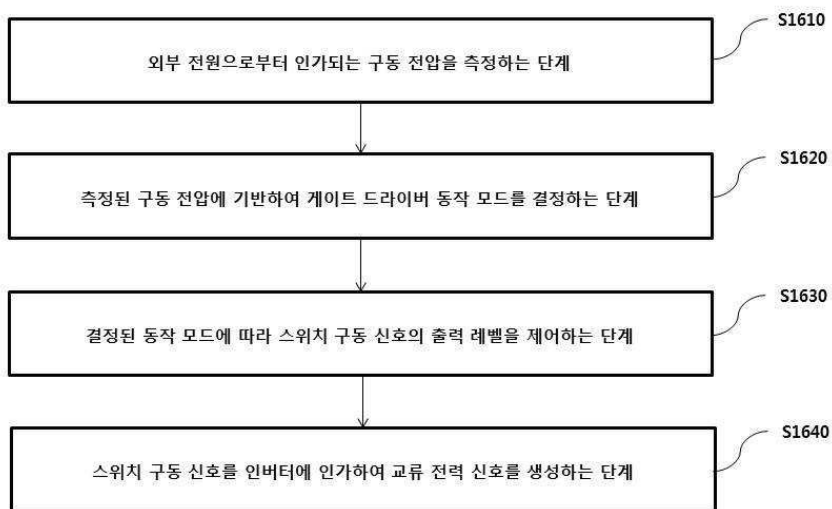 S1610
외부 전원으로부터 인가되는 구동 전압을 측정하는 단계
S1620
측정된 구동 전압에 기반하여 게이트 드라이버 동작 모드를 결정하는 단계
S1630
결정된 동작 모드에 따라 스위치 구동 신호의 출력 레벨을 제어하는 단계
S1640
스위치 구동 신호를 인버터에 인가하여 교류 전력 신호를 생성하는 단계